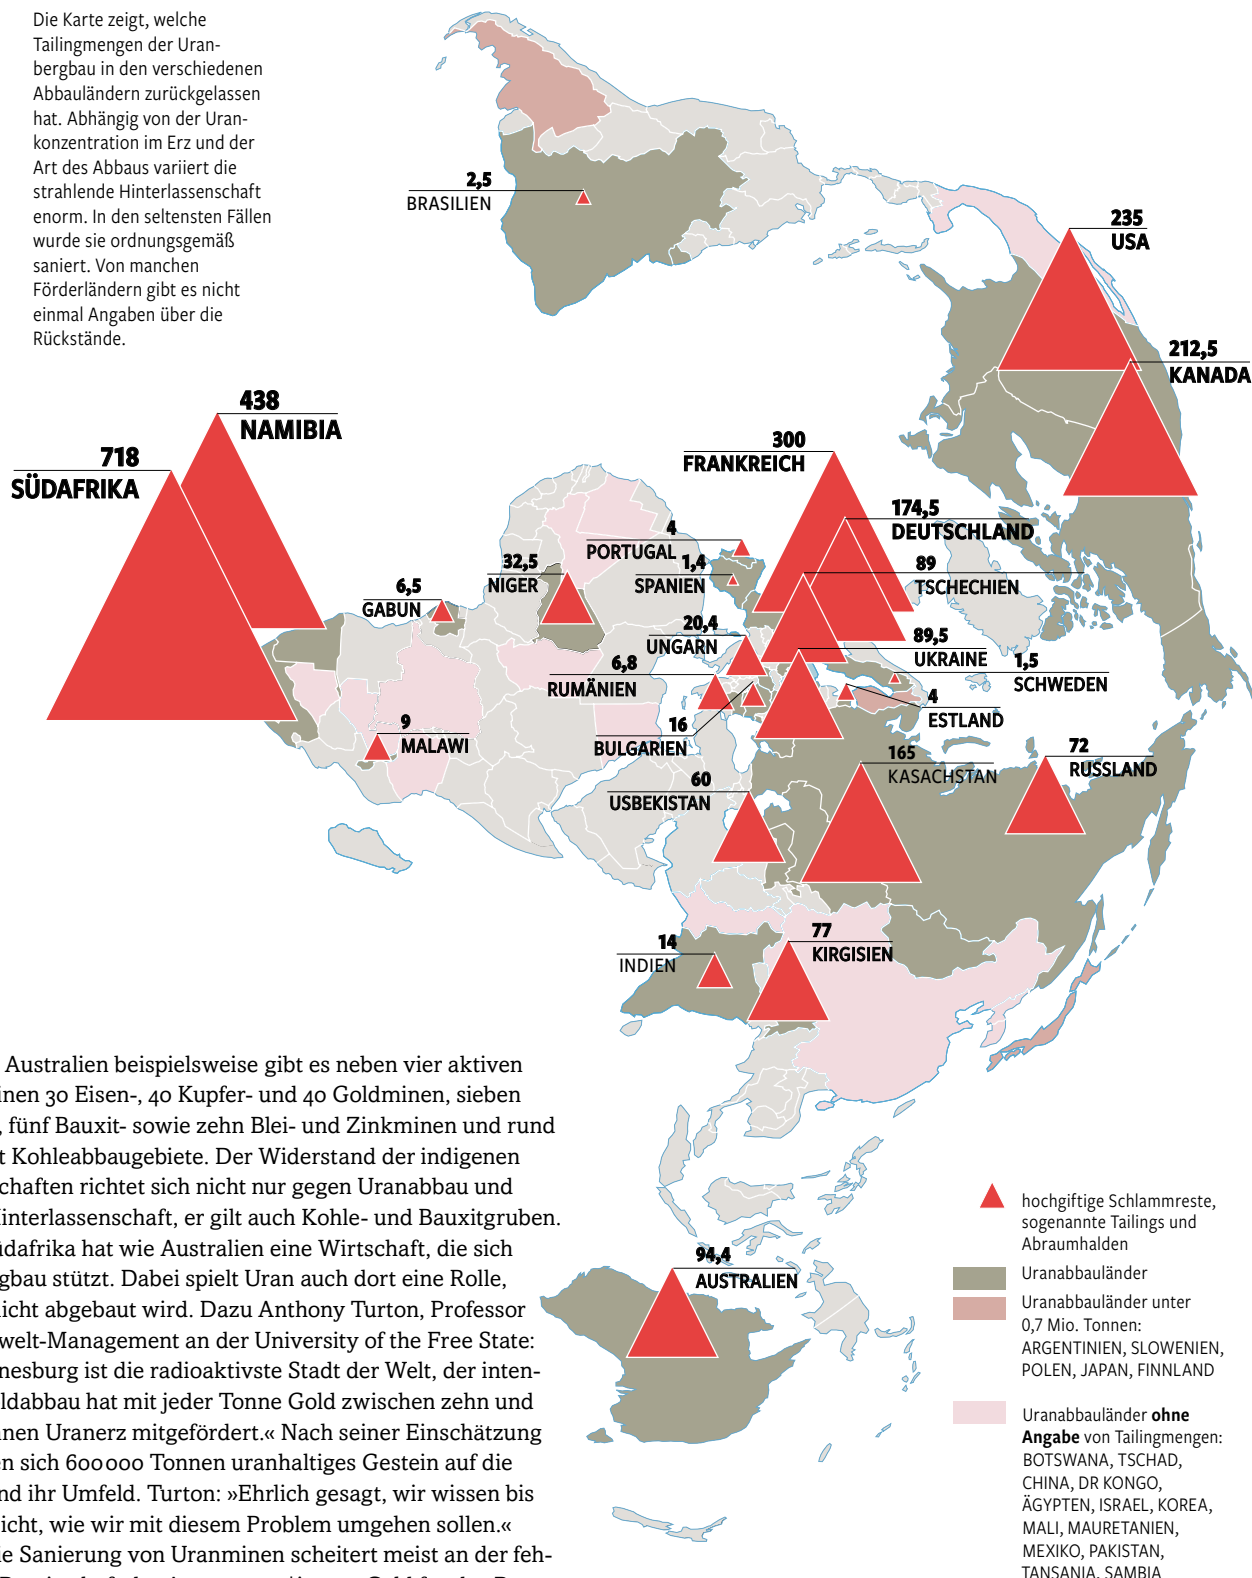 Die Karte zeigt, welche
Tailingmengen der Uran-
bergbau in den verschiedenen
Abbauländern zurückgelassen
hat. Abhängig von der Uran-
konzentration im Erz und der
Art des Abbaus variiert die
strahlende Hinterlassenschaft
enorm. In den seltensten Fällen
wurde sie ordnungsgemäß
saniert. Von manchen
Förderländern gibt es nicht
einmal Angaben über die
Rückstände.
2,5
BRASILIEN
235
USA
212,5
KANADA
438
NAMIBIA
718
SÜDAFRIKA
300
FRANKREICH
174,5
DEUTSCHLAND
4
PORTUGAL
1,4
SPANIEN
89
TSCHECHIEN
32,5
NIGER
6,5
GABUN
20,4
UNGARN
89,5
UKRAINE
6,8
RUMÄNIEN
1,5
SCHWEDEN
4
ESTLAND
16
BULGARIEN
9
MALAWI
165
KASACHSTAN
72
RUSSLAND
60
USBEKISTAN
77
KIRGISIEN
14
INDIEN
94,4
AUSTRALIEN
Australien beispielsweise gibt es neben vier aktiven
inen 30 Eisen-, 40 Kupfer- und 40 Goldminen, sieben
, fünf Bauxit- sowie zehn Blei- und Zinkminen und rund
t Kohleabbaugebiete. Der Widerstand der indigenen
chaften richtet sich nicht nur gegen Uranabbau und
Hinterlassenschaft, er gilt auch Kohle- und Bauxitgruben.
üdafrika hat wie Australien eine Wirtschaft, die sich
gbau stützt. Dabei spielt Uran auch dort eine Rolle,
nicht abgebaut wird. Dazu Anthony Turton, Professor
welt-Management an der University of the Free State:
nnesburg ist die radioaktivste Stadt der Welt, der inten-
ldabbau hat mit jeder Tonne Gold zwischen zehn und
nnen Uranerz mitgefördert.« Nach seiner Einschätzung
en sich 600 000 Tonnen uranhaltiges Gestein auf die
nd ihr Umfeld. Turton: »Ehrlich gesagt, wir wissen bis
icht, wie wir mit diesem Problem umgehen sollen.«
ie Sanierung von Uranminen scheitert meist an der feh-
hochgiftige Schlammreste,
sogenannte Tailings und
Abraumhalden
Uranabbauländer
Uranabbauländer unter
0,7 Mio. Tonnen:
ARGENTINIEN, SLOWENIEN,
POLEN, JAPAN, FINNLAND
Uranabbauländer ohne
Angabe von Tailingmengen:
BOTSWANA, TSCHAD,
CHINA, DR KONGO,
ÄGYPTEN, ISRAEL, KOREA,
MALI, MAURETANIEN,
MEXIKO, PAKISTAN,
TANSANIA, SAMBIA